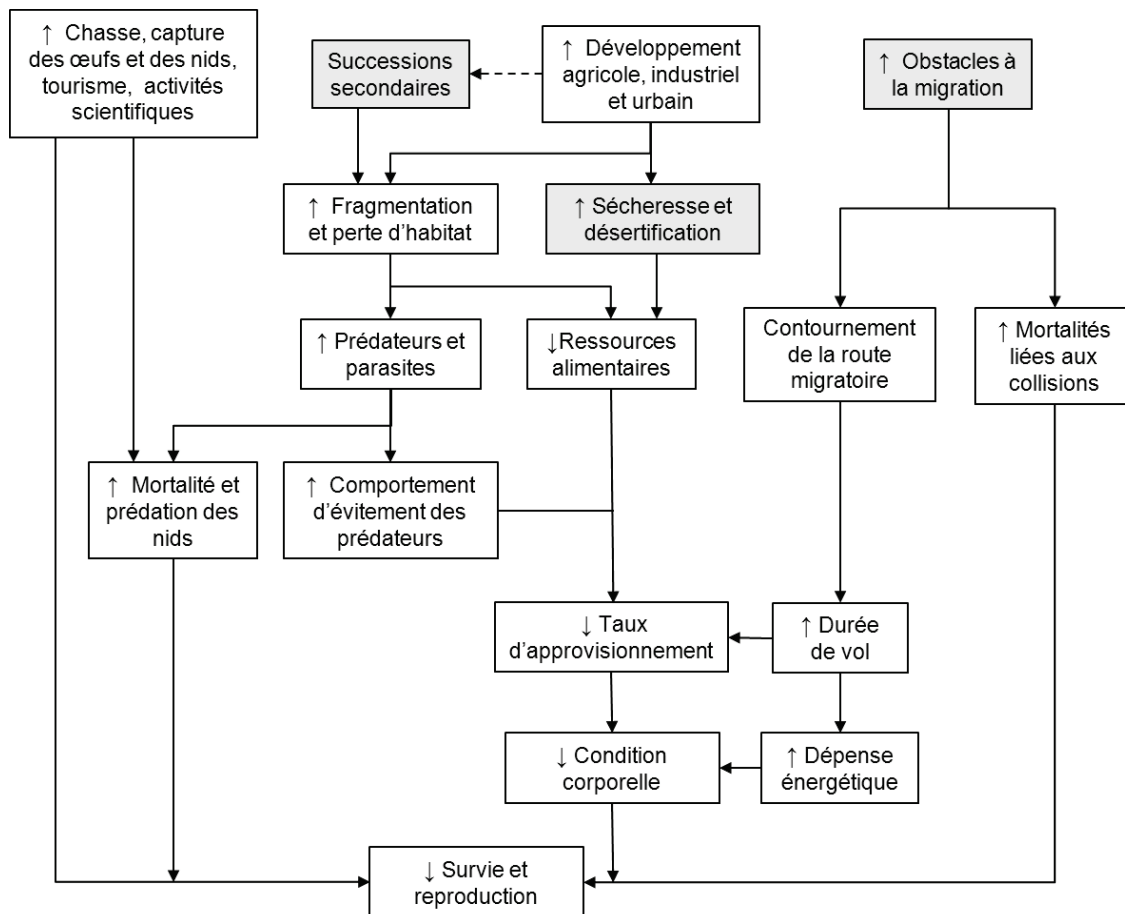 ↑ Chasse, capture
des œufs et des nids,
tourisme, activités
scientifiques
Successions
secondaires
↑ Développement
agricole, industriel
et urbain
↑ Obstacles à
la migration
↑ Fragmentation
et perte d’habitat
↑ Sécheresse et
désertification
↑ Prédateurs et
parasites
↓Ressources
alimentaires
Contournement
de la route
migratoire
↑ Mortalités
liées aux
collisions
↑ Mortalité et
prédation des
nids
↑ Comportement
d’évitement des
prédateurs
↓ Taux
d’approvisionnement
↑ Durée
de vol
↓ Condition
corporelle
↑ Dépense
énergétique
↓ Survie et
reproduction